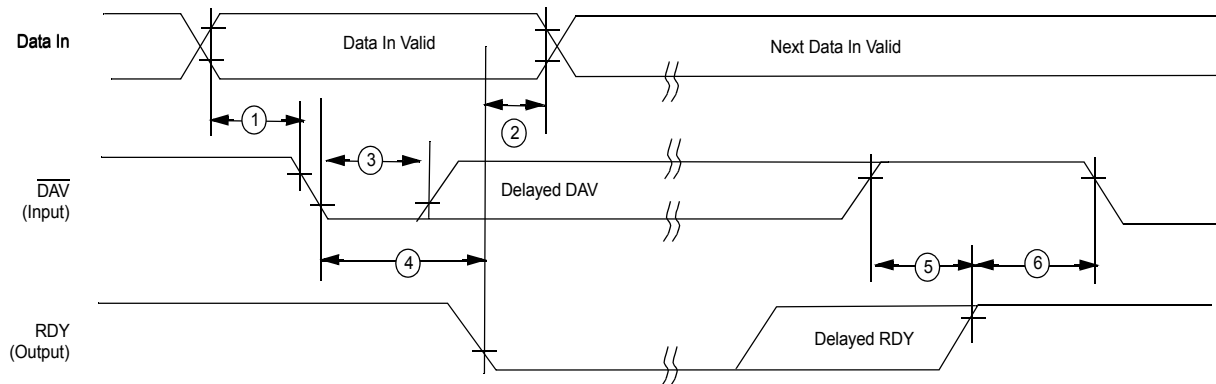 Data In
Data In Valid
Next Data In Valid
1
2
3
DAV
(Input)
Delayed DAV
4
5
6
RDY
(Output)
Delayed RDY